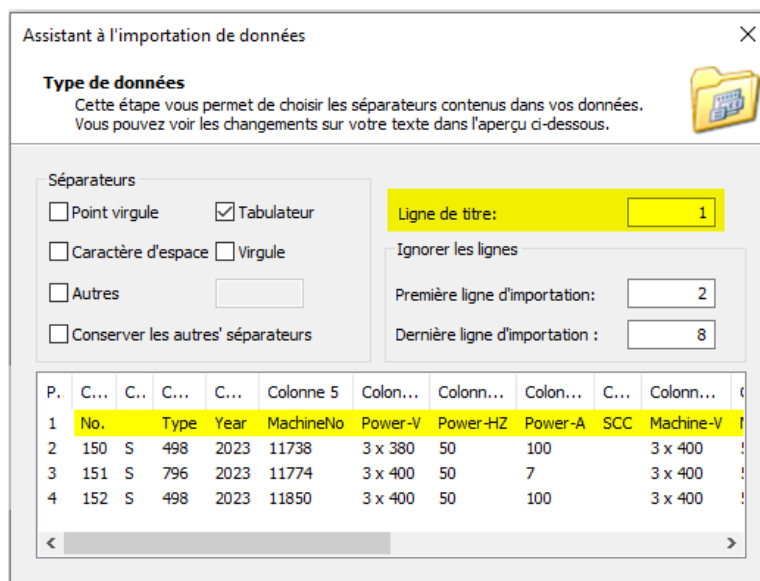 Assistant à l'importation de données
Type de données
Cette étape vous permet de choisir les séparateurs contenus dans vos données.
Vous pouvez voir les changements sur votre texte dans l'aperçu ci-dessous.
Séparateurs
Point virgule Tabulateur
Caractère d'espace Virgule
Autres
Conserver les autres' séparateurs
Ligne de titre: 1
Ignorer les lignes
Première ligne d'importation: 2
Dernière ligne d'importation : 8
P.. C... C.. C... C... Colonne 5 Colon... Colonn... Colon... C... Colonn...
1 No. Type Year MachineNo Power-V Power-HZ Power-A SCC Machine-V
2 150 S 498 2023 11738 3 x 380 50 100 3 x 400
3 151 S 796 2023 11774 3 x 400 50 7 3 x 400
4 152 S 498 2023 11850 3 x 400 50 100 3 x 400